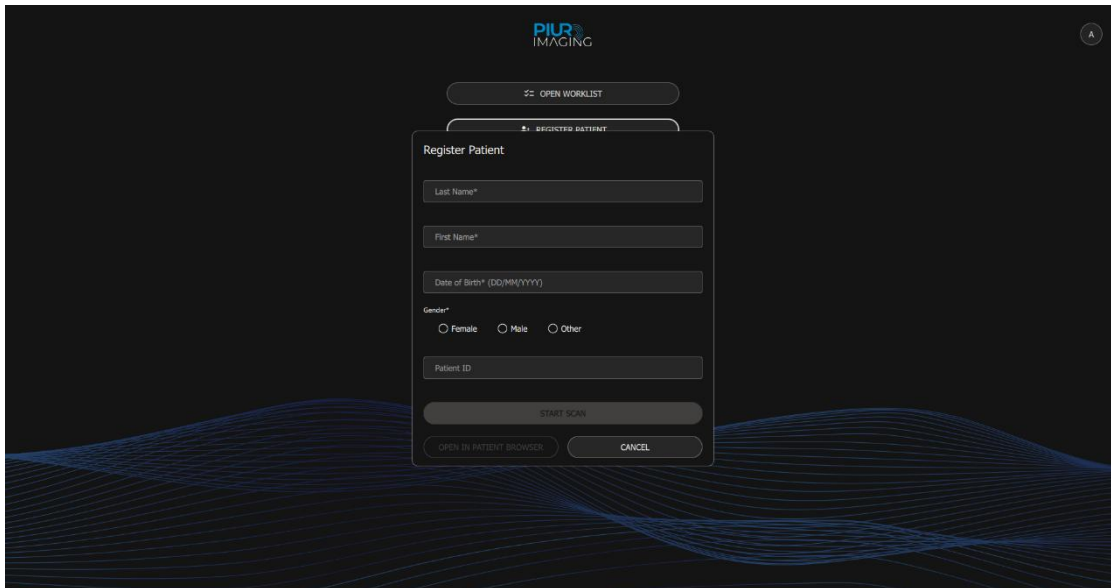 PIUR
IMAGING
A
OPEN WORKLIST
REGISTER PATIENT
Register Patient
Last Name*
First Name*
Date of Birth* (DD/MM/YYYY)
Gender*
Female Male Other
Patient ID
START SCAN
OPEN IN PATIENT BROWSER CANCEL